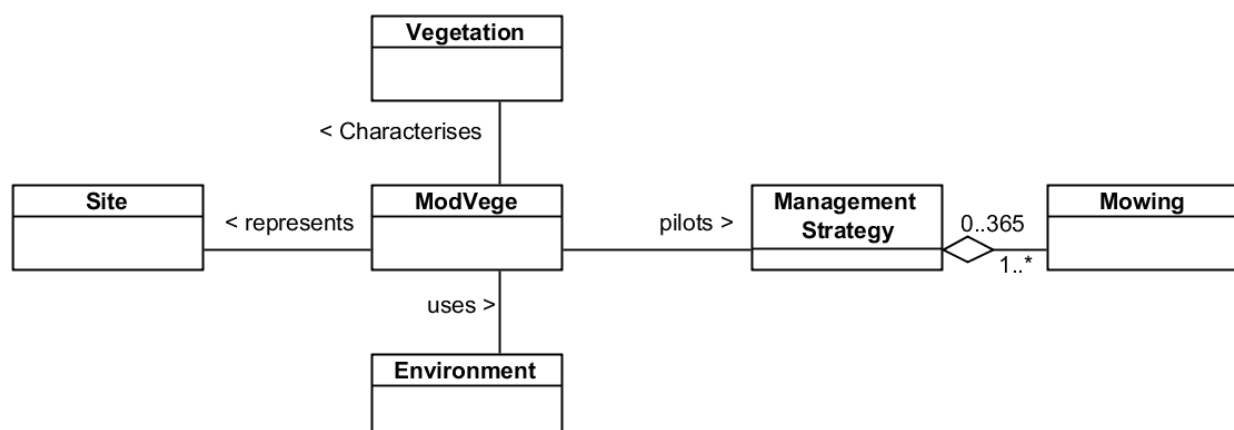 Vegetation
< Characterises
Site
< represents
ModVege
pilots >
Management
Strategy
0..365
1..*
Mowing
uses >
Environment